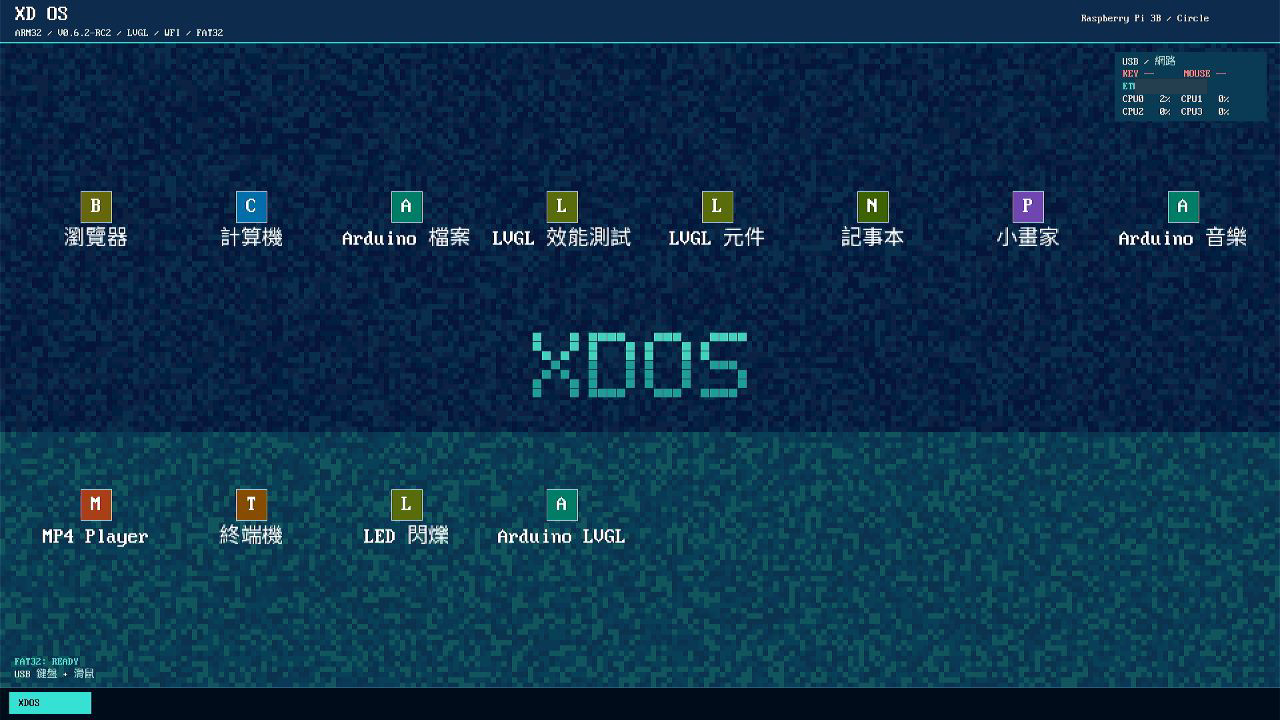 XD OS
ARM32 / V0.6.2-RC2 / LVGL / WFI / FAT32
Raspberry Pi 3B / Circle
USB / 網路
KEY — MOUSE —
CPU0 2% CPU1 0%
CPU2 0% CPU3 0%
B C A L L N P A
瀏覽器 計算機 Arduino 檔案 LVGL 效能測試 LVGL 元件 記事本 小畫家 Arduino 音樂
XDOS
M T L A
MP4 Player 終端機 LED 閃爍 Arduino LVGL
FAT32: READY
USB 鍵盤 + 滑鼠
XDOS